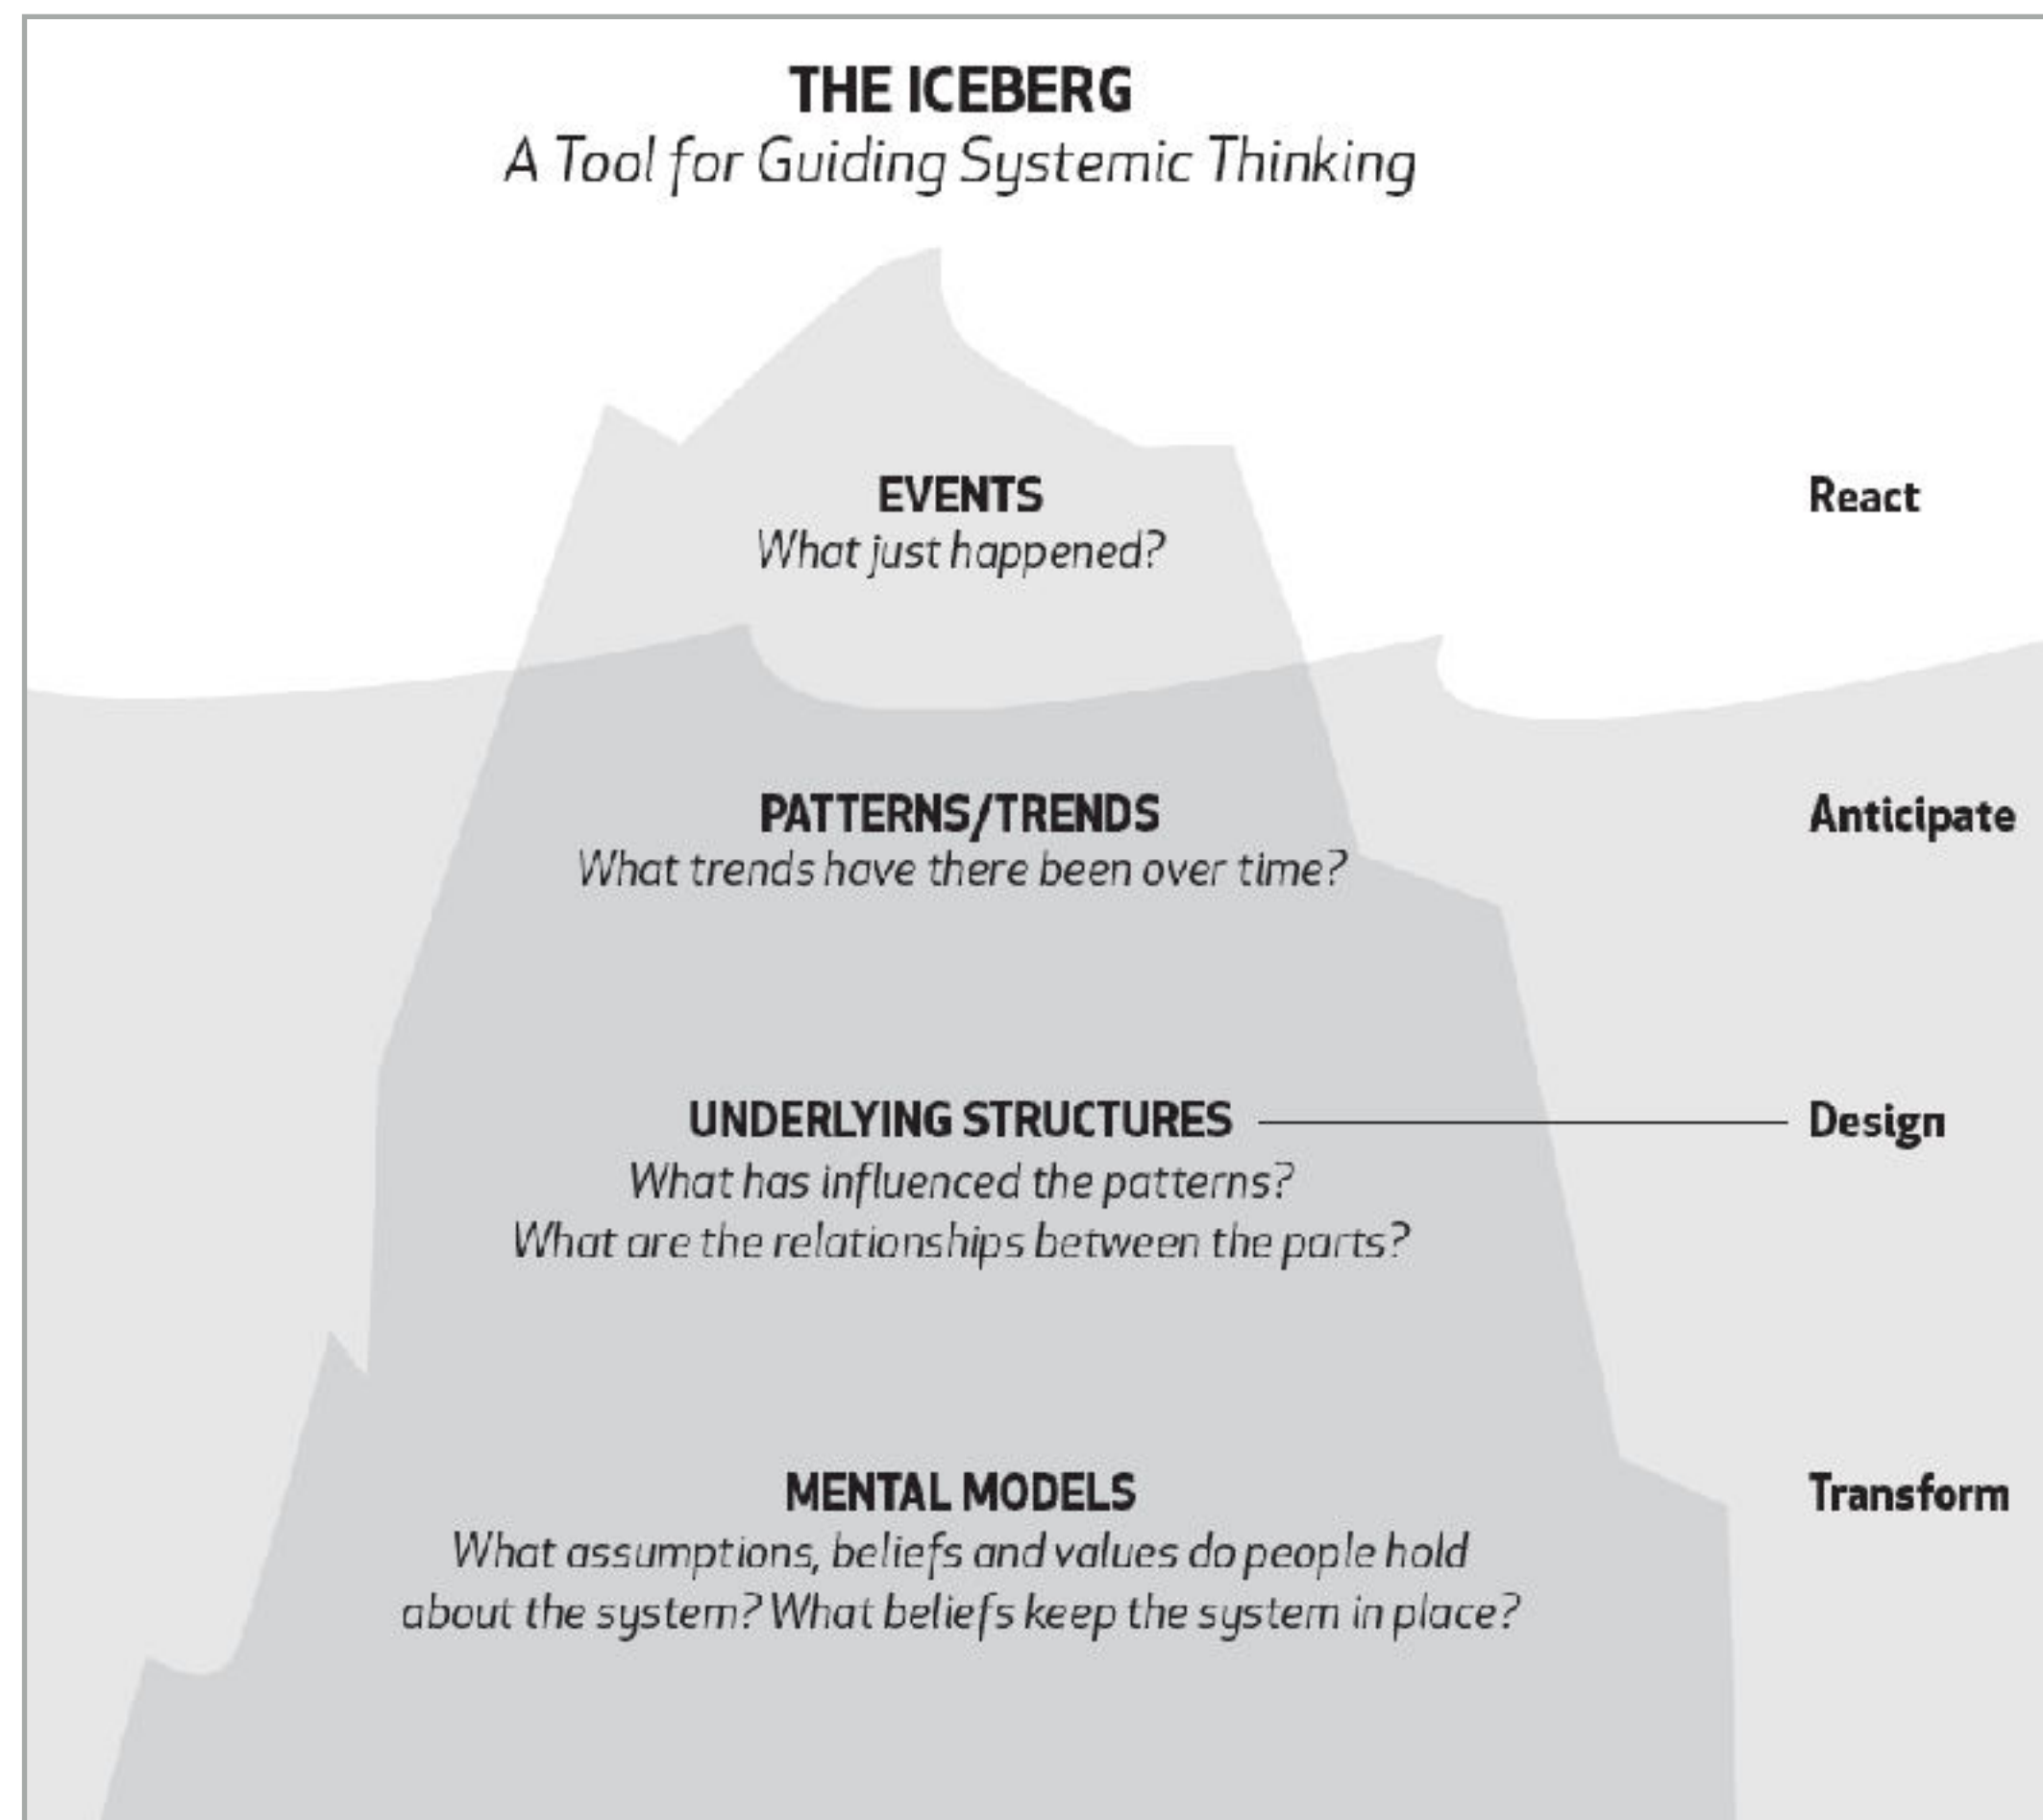 THE ICEBERG
A Tool for Guiding Systemic Thinking
EVENTS
What just happened?
React
PATTERNS/TRENDS
What trends have there been over time?
Anticipate
UNDERLYING STRUCTURES
What has influenced the patterns?
What are the relationships between the parts?
Design
MENTAL MODELS
What assumptions, beliefs and values do people hold
about the system? What beliefs keep the system in place?
Transform